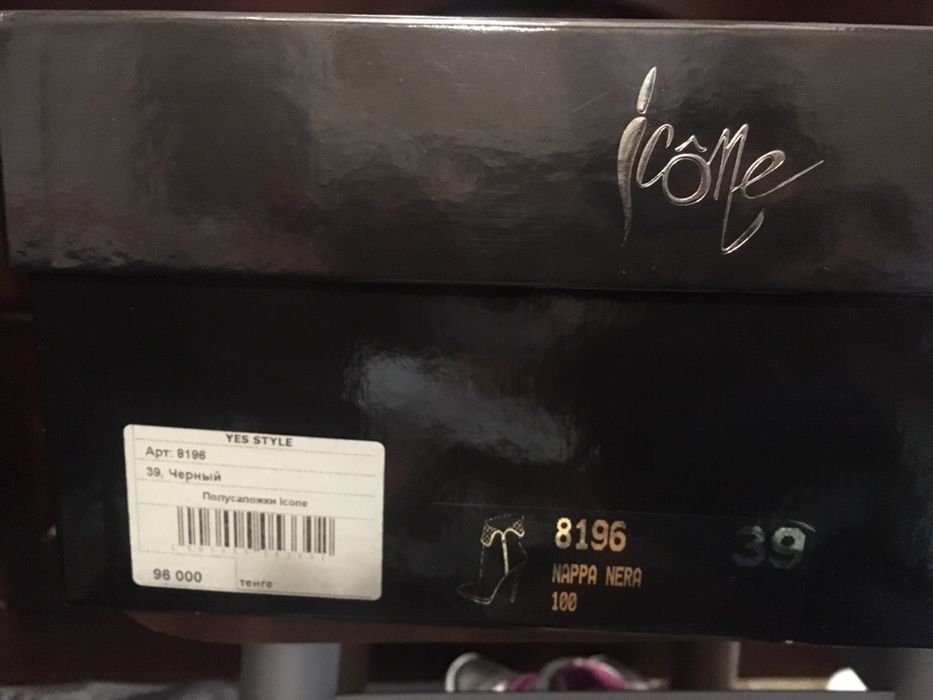 icône
YES STYLE
Арт: 8196
39, Черный
Полусапожки Icone
96 000
тенге
8196
39
NAPPA NERA
100